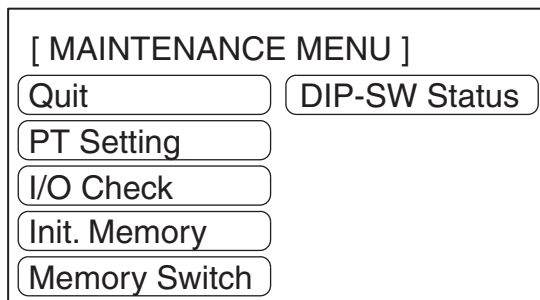 [ MAINTENANCE MENU ]
Quit
DIP-SW Status
PT Setting
I/O Check
Init. Memory
Memory Switch